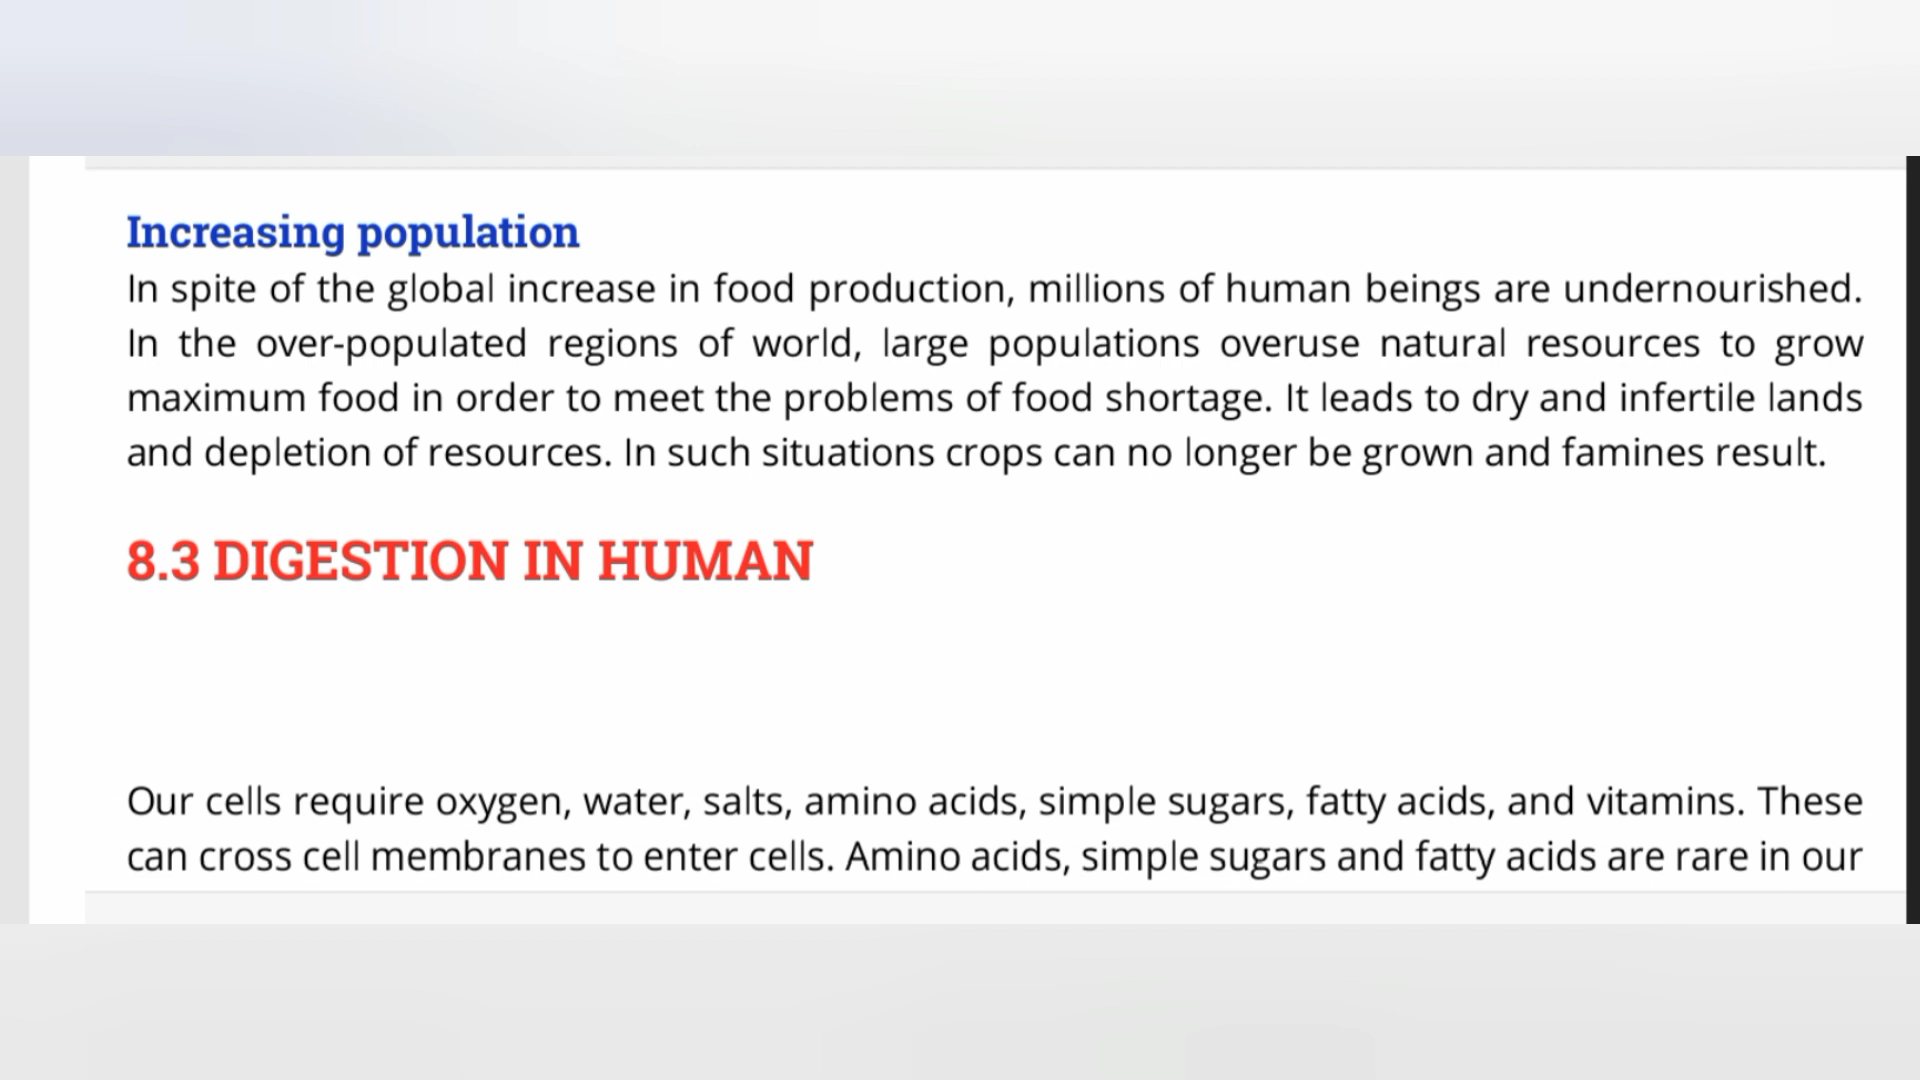 Increasing population
In spite of the global increase in food production, millions of human beings are undernourished.
In the over-populated regions of world, large populations overuse natural resources to grow
maximum food in order to meet the problems of food shortage. It leads to dry and infertile lands
and depletion of resources. In such situations crops can no longer be grown and famines result.
8.3 DIGESTION IN HUMAN
Our cells require oxygen, water, salts, amino acids, simple sugars, fatty acids, and vitamins. These
can cross cell membranes to enter cells. Amino acids, simple sugars and fatty acids are rare in our